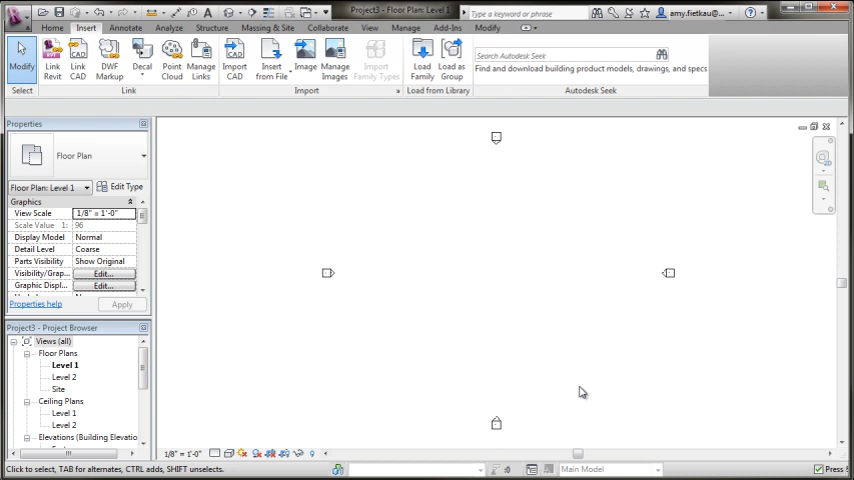 Project3 - Floor Plan: Level 1
Type a keyword or phrase
amy.fietkau@...
Home Insert Annotate Analyze Structure Massing & Site Collaborate View Manage Add-Ins Modify
Modify
Link Revit
Link CAD
DWF Markup
Decal
Point Cloud
Manage Links
Import CAD
Insert from File
Image
Manage Images
Import Family Types
Load Family
Load as Group
Search Autodesk Seek
Find and download building product models, drawings, and specs
Select
Link
Import
Load from Library
Autodesk Seek
Properties
Floor Plan
Floor Plan: Level 1
Edit Type
Graphics
View Scale 1/8" = 1'-0"
Scale Value 1: 96
Display Model Normal
Detail Level Coarse
Parts Visibility Show Original
Visibility/Grap... Edit...
Graphic Displ... Edit...
Properties help
Apply
Project3 - Project Browser
Views (all)
Floor Plans
Level 1
Level 2
Site
Ceiling Plans
Level 1
Level 2
Elevations (Building Elevatio
1/8" = 1'-0"
Click to select, TAB for alternates, CTRL adds, SHIFT unselects.
:0
Main Model
Press